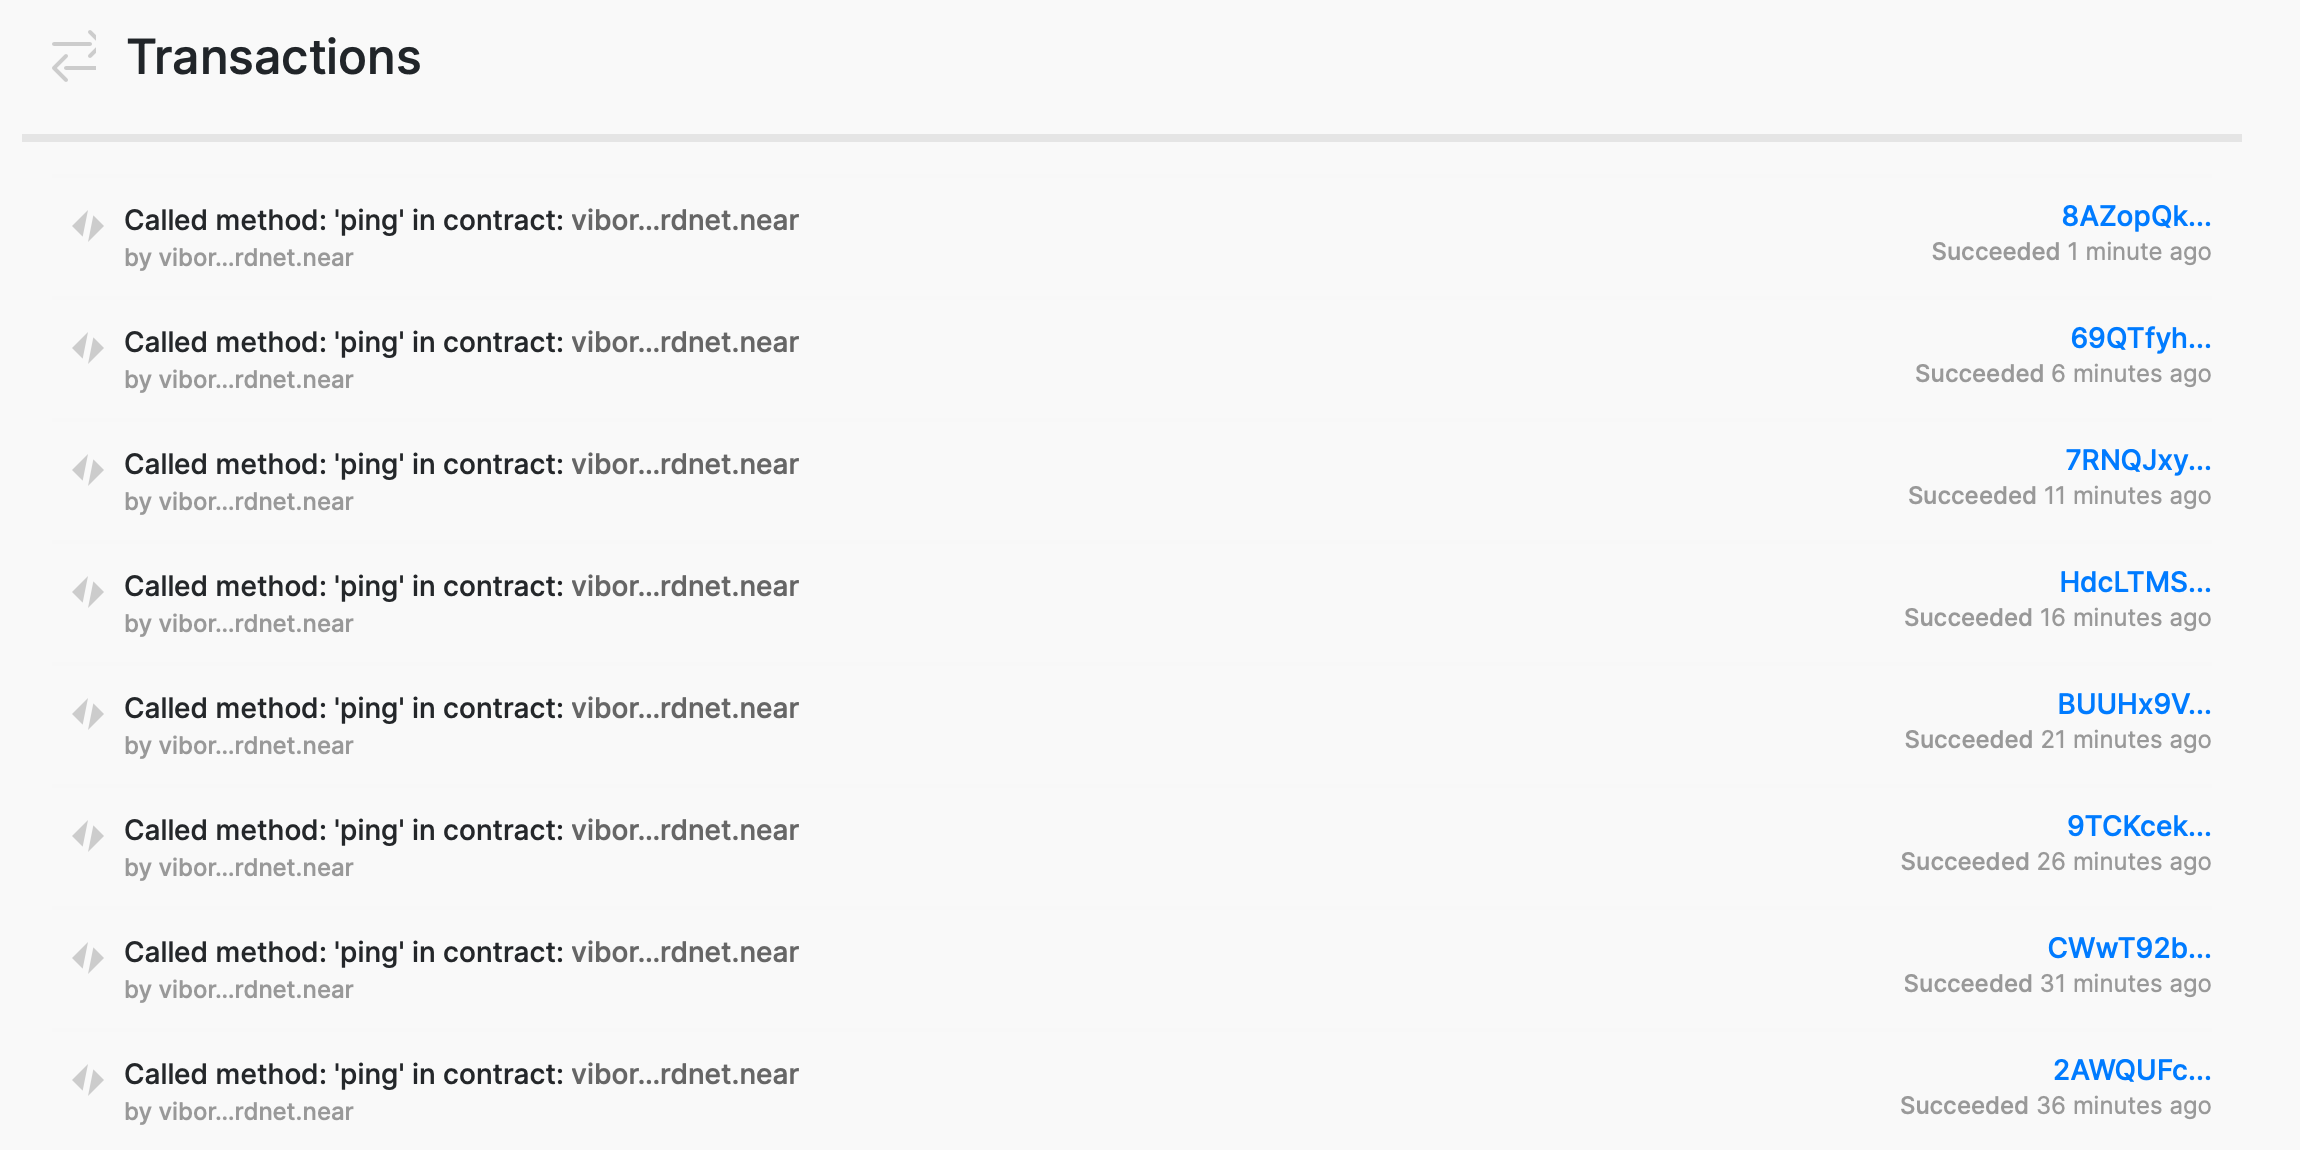 Transactions
Called method: 'ping' in contract: vibor...rdnet.near
8AZopQk...
by vibor...rdnet.near
Succeeded 1 minute ago
Called method: 'ping' in contract: vibor...rdnet.near
69QTfyh...
by vibor...rdnet.near
Succeeded 6 minutes ago
Called method: 'ping' in contract: vibor...rdnet.near
7RNQJxy...
by vibor...rdnet.near
Succeeded 11 minutes ago
Called method: 'ping' in contract: vibor...rdnet.near
HdcLTMS...
by vibor...rdnet.near
Succeeded 16 minutes ago
Called method: 'ping' in contract: vibor...rdnet.near
BUUHx9V...
by vibor...rdnet.near
Succeeded 21 minutes ago
Called method: 'ping' in contract: vibor...rdnet.near
9TCKcek...
by vibor...rdnet.near
Succeeded 26 minutes ago
Called method: 'ping' in contract: vibor...rdnet.near
CWwT92b...
by vibor...rdnet.near
Succeeded 31 minutes ago
Called method: 'ping' in contract: vibor...rdnet.near
2AWQUFc...
by vibor...rdnet.near
Succeeded 36 minutes ago